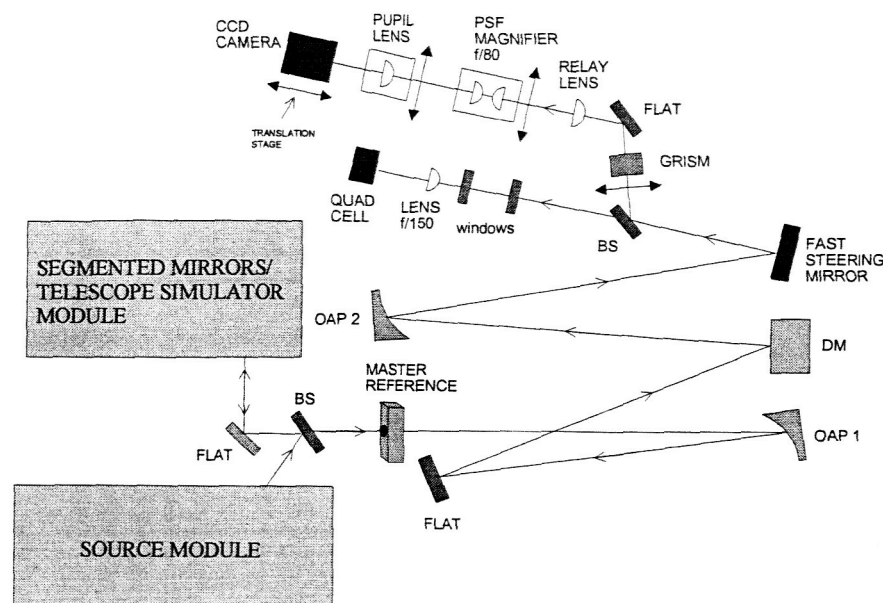 CCD
CAMERA
PUPIL
LENS
PSF
MAGNIFIER
f/80
RELAY
LENS
FLAT
TRANSLATION
STAGE
GRISM
QUAD
CELL
LENS
f/150
windows
BS
FAST
STEERING
MIRROR
SEGMENTED MIRRORS/
TELESCOPE SIMULATOR
MODULE
OAP 2
DM
MASTER
REFERENCE
BS
FLAT
OAP 1
FLAT
SOURCE MODULE